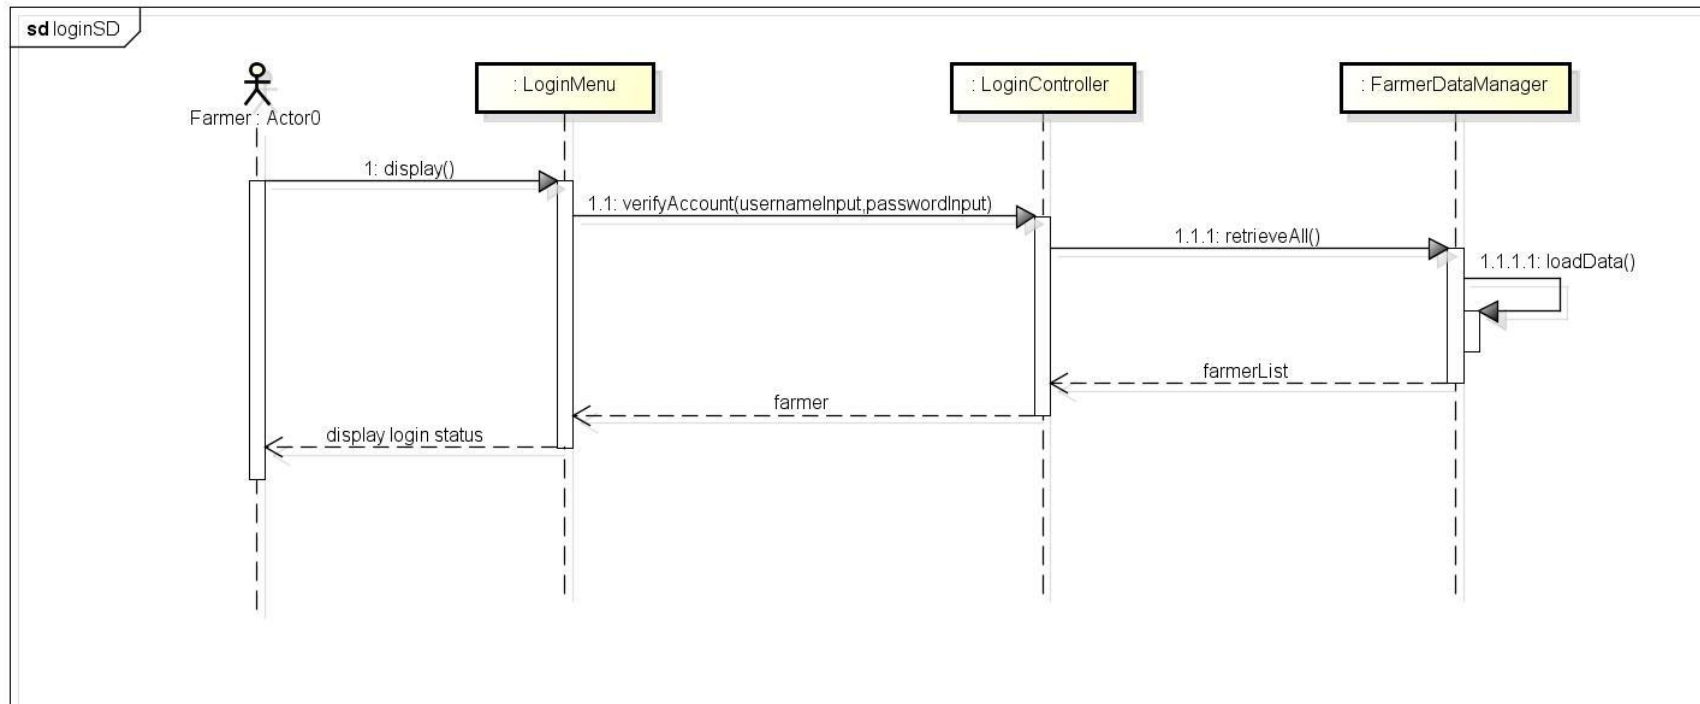 sd loginSD
: LoginMenu
: LoginController
: FarmerDataManager
Farmer : Actor0
1: display()
1.1: verifyAccount(usernameInput,passwordInput)
1.1.1: retrieveAll()
1.1.1.1: loadData()
farmerList
farmer
display login status